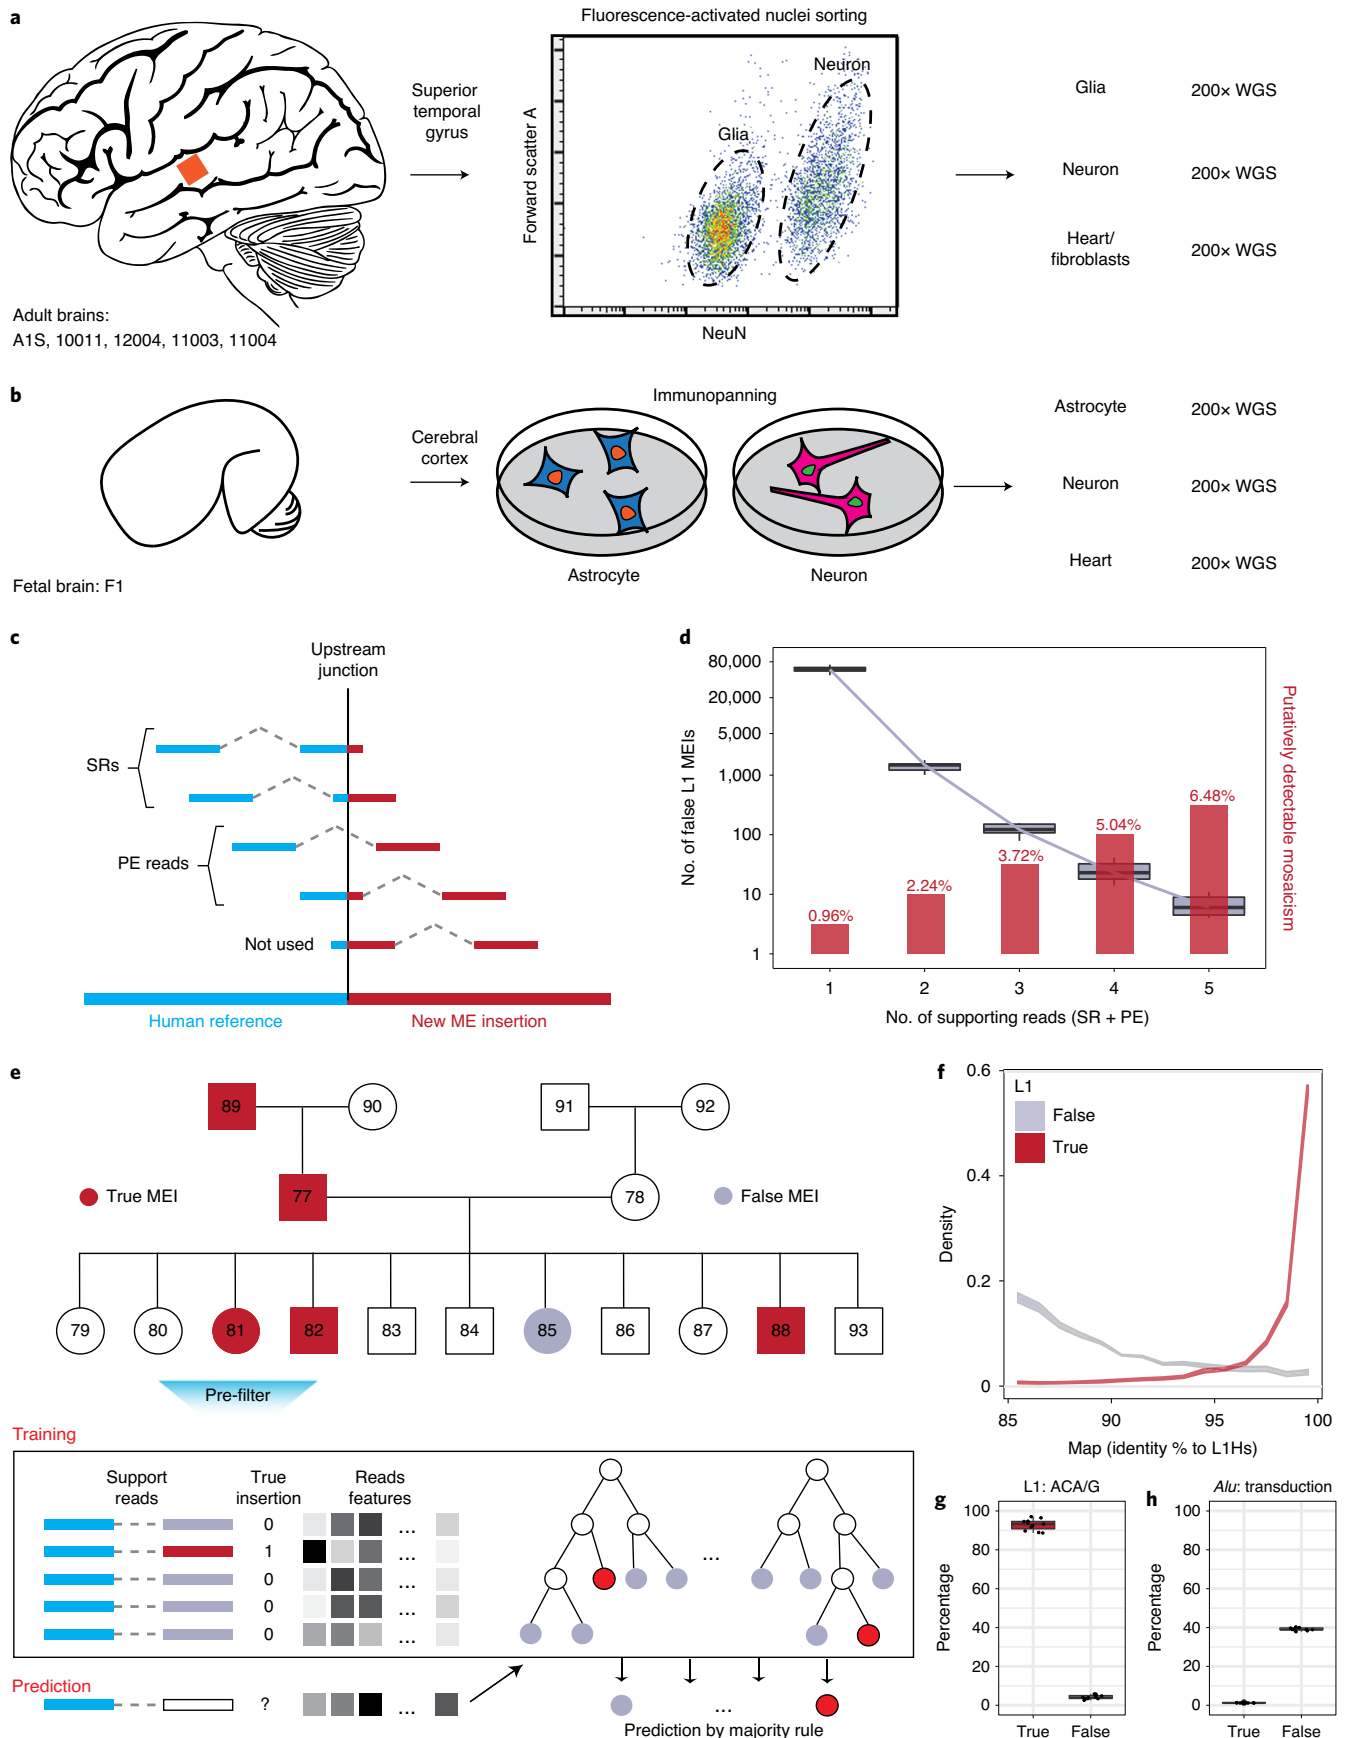 a
Fluorescence-activated nuclei sorting
Superior
temporal
gyrus
Forward scatter A
Glia
Neuron
NeuN
Glia 200× WGS
Neuron 200× WGS
Heart/
fibroblasts 200× WGS
Adult brains:
A1S, 10011, 12004, 11003, 11004
b
Immunopanning
Cerebral
cortex
Astrocyte
Neuron
Astrocyte 200× WGS
Neuron 200× WGS
Heart 200× WGS
Fetal brain: F1
c
Upstream
junction
SRs
PE reads
Not used
Human reference
New ME insertion
d
No. of false L1 MEIs
80,000
20,000
5,000
1,000
100
10
1
0.96%
2.24%
3.72%
5.04%
6.48%
Putatively detectable mosaicism
1 2 3 4 5
No. of supporting reads (SR + PE)
e
89 90 91 92
77 78
True MEI
False MEI
79 80 81 82 83 84 85 86 87 88 93
Pre-filter
Training
Support
reads
True
insertion
Reads
features
0 ...
1 ...
0 ...
0 ...
0 ...
...
Prediction
? ...
...
Prediction by majority rule
f
L1
False
True
Density
0.6
0.4
0.2
0
85 90 95 100
Map (identity % to L1Hs)
g
L1: ACA/G
Percentage
100
80
60
40
20
0
True False
h
Alu: transduction
Percentage
100
80
60
40
20
0
True False